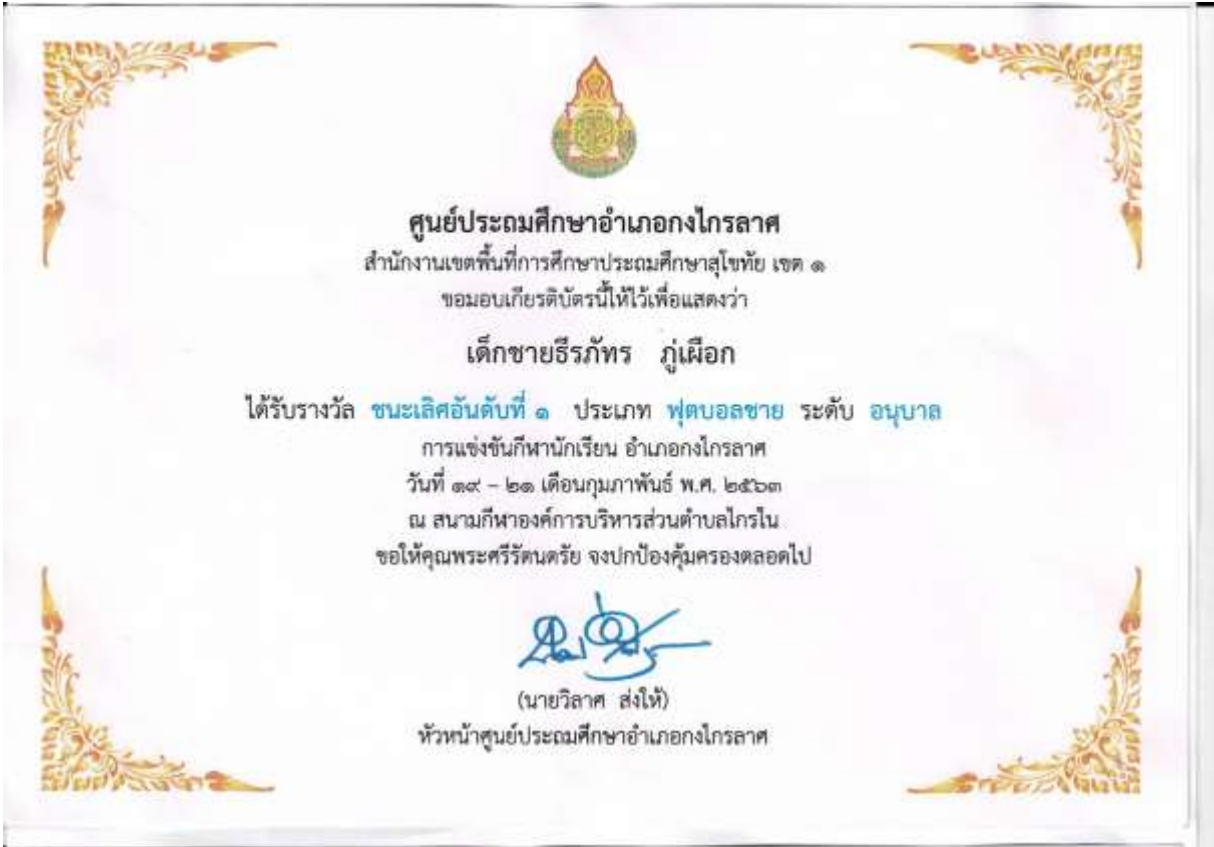 ศูนย์ประถมศึกษาอำเภอกงไกรลาศ
สำนักงานเขตพื้นที่การศึกษาประถมศึกษาสุโขทัย เขต ๑
ขอมอบเกียรติบัตรนี้ให้ไว้เพื่อแสดงว่า
เด็กชายธีรภัทร ภู่เผือก
ได้รับรางวัล ชนะเลิศอันดับที่ ๑ ประเภท ฟุตบอลชาย ระดับ อนุบาล
การแข่งขันกีฬานักเรียน อำเภอกงไกรลาศ
วันที่ ๑๙ – ๒๑ เดือนกุมภาพันธ์ พ.ศ. ๒๕๖๓
ณ สนามกีฬาองค์การบริหารส่วนตำบลไกรใน
ขอให้คุณพระศรีรัตนตรัย จงปกป้องคุ้มครองตลอดไป
(นายวิลาศ ส่งให้)
หัวหน้าศูนย์ประถมศึกษาอำเภอกงไกรลาศ